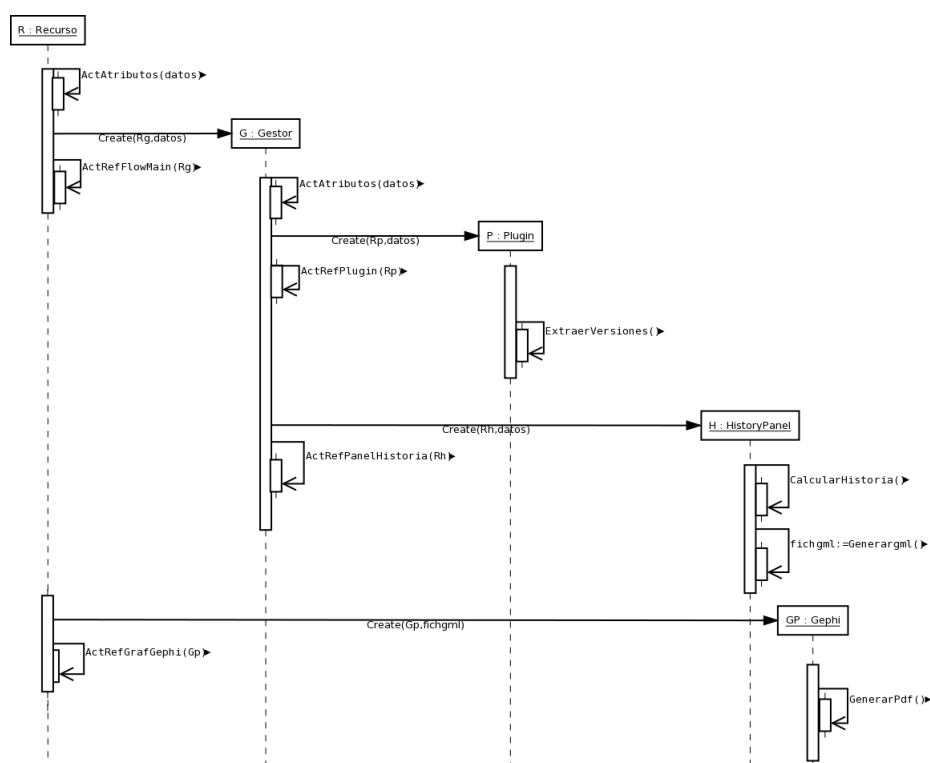 R : Recurso
ActAtributos(datos)
Create(Rg,datos)
G : Gestor
ActRefFlowMain(Rg)
ActAtributos(datos)
Create(Rp,datos)
P : Plugin
ActRefPlugin(Rp)
ExtraerVersiones()
Create(Rh,datos)
H : HistoryPanel
ActRefPanelHistoria(Rh)
CalcularHistoria()
fichgml:=Generargml()
Create(Gp,fichgml)
GP : Gephi
ActRefGrafGephi(Gp)
GenerarPdf()